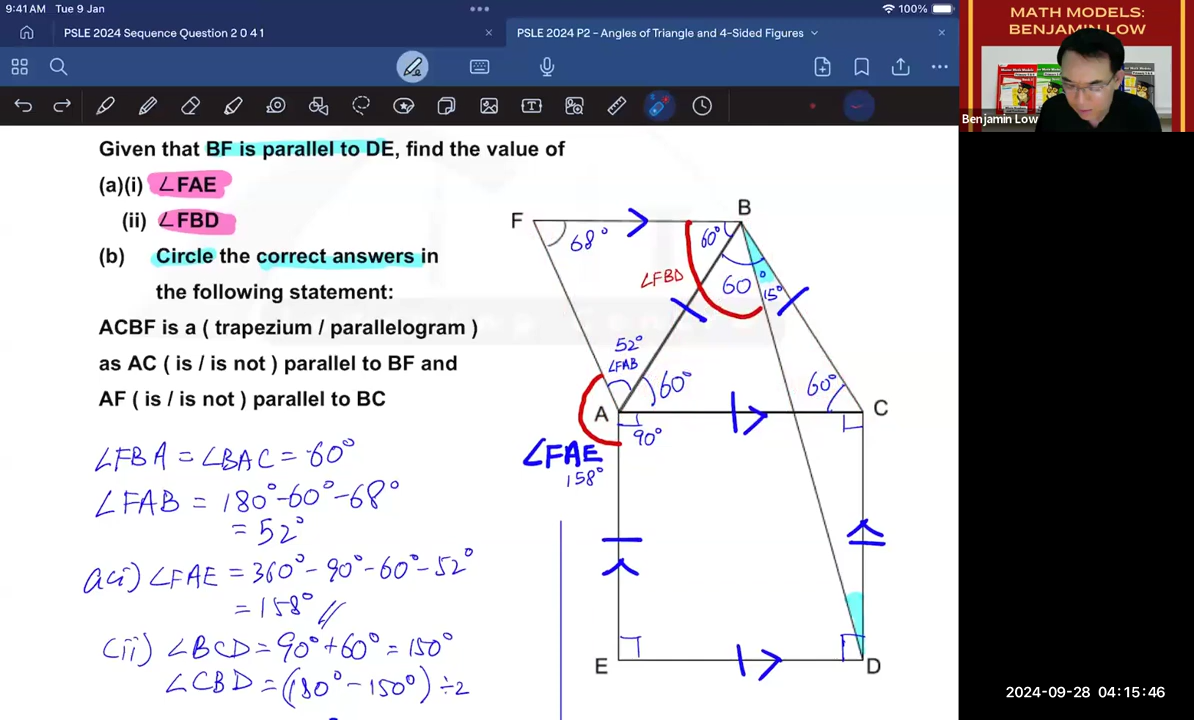 9:41 AM Tue 9 Jan
100%
PSLE 2024 Sequence Question 2 0 4 1
PSLE 2024 P2 - Angles of Triangle and 4-Sided Figures
MATH MODELS:
BENJAMIN LOW
Benjamin Low
Given that BF is parallel to DE, find the value of
(a)(i) ∠FAE
(ii) ∠FBD
(b) Circle the correct answers in
the following statement:
ACBF is a ( trapezium / parallelogram )
as AC ( is / is not ) parallel to BF and
AF ( is / is not ) parallel to BC
∠FBA = ∠BAC = 60°
∠FAB = 180°-60°-68°
= 52°
a(i) ∠FAE = 360°-90°-60°-52°
= 158°
(ii) ∠BCD = 90°+60° = 150°
∠CBD = (180°-150°) ÷2
F
B
68°
60°
∠FBD
60°
15°
52°
∠FAB
60°
60°
A
C
90°
∠FAE
158°
E
D
2024-09-28 04:15:46